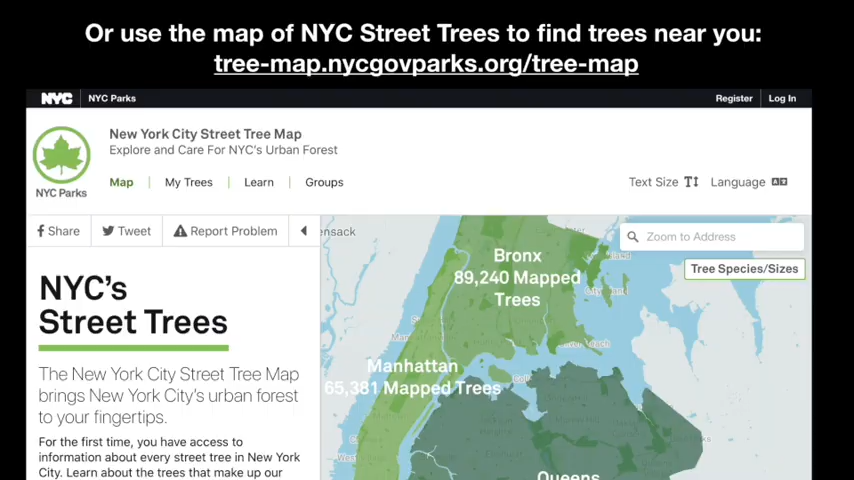 Or use the map of NYC Street Trees to find trees near you:
tree-map.nycgovparks.org/tree-map
NYC NYC Parks Register Log In
New York City Street Tree Map
Explore and Care For NYC's Urban Forest
NYC Parks
Map My Trees Learn Groups
Text Size Language
Share Tweet Report Problem
ensack
Zoom to Address
Tree Species/Sizes
Bronx
89,240 Mapped
Trees
Manhattan
65,381 Mapped Trees
Queens
NYC's
Street Trees
The New York City Street Tree Map
brings New York City's urban forest
to your fingertips.
For the first time, you have access to
information about every street tree in New York
City. Learn about the trees that make up our